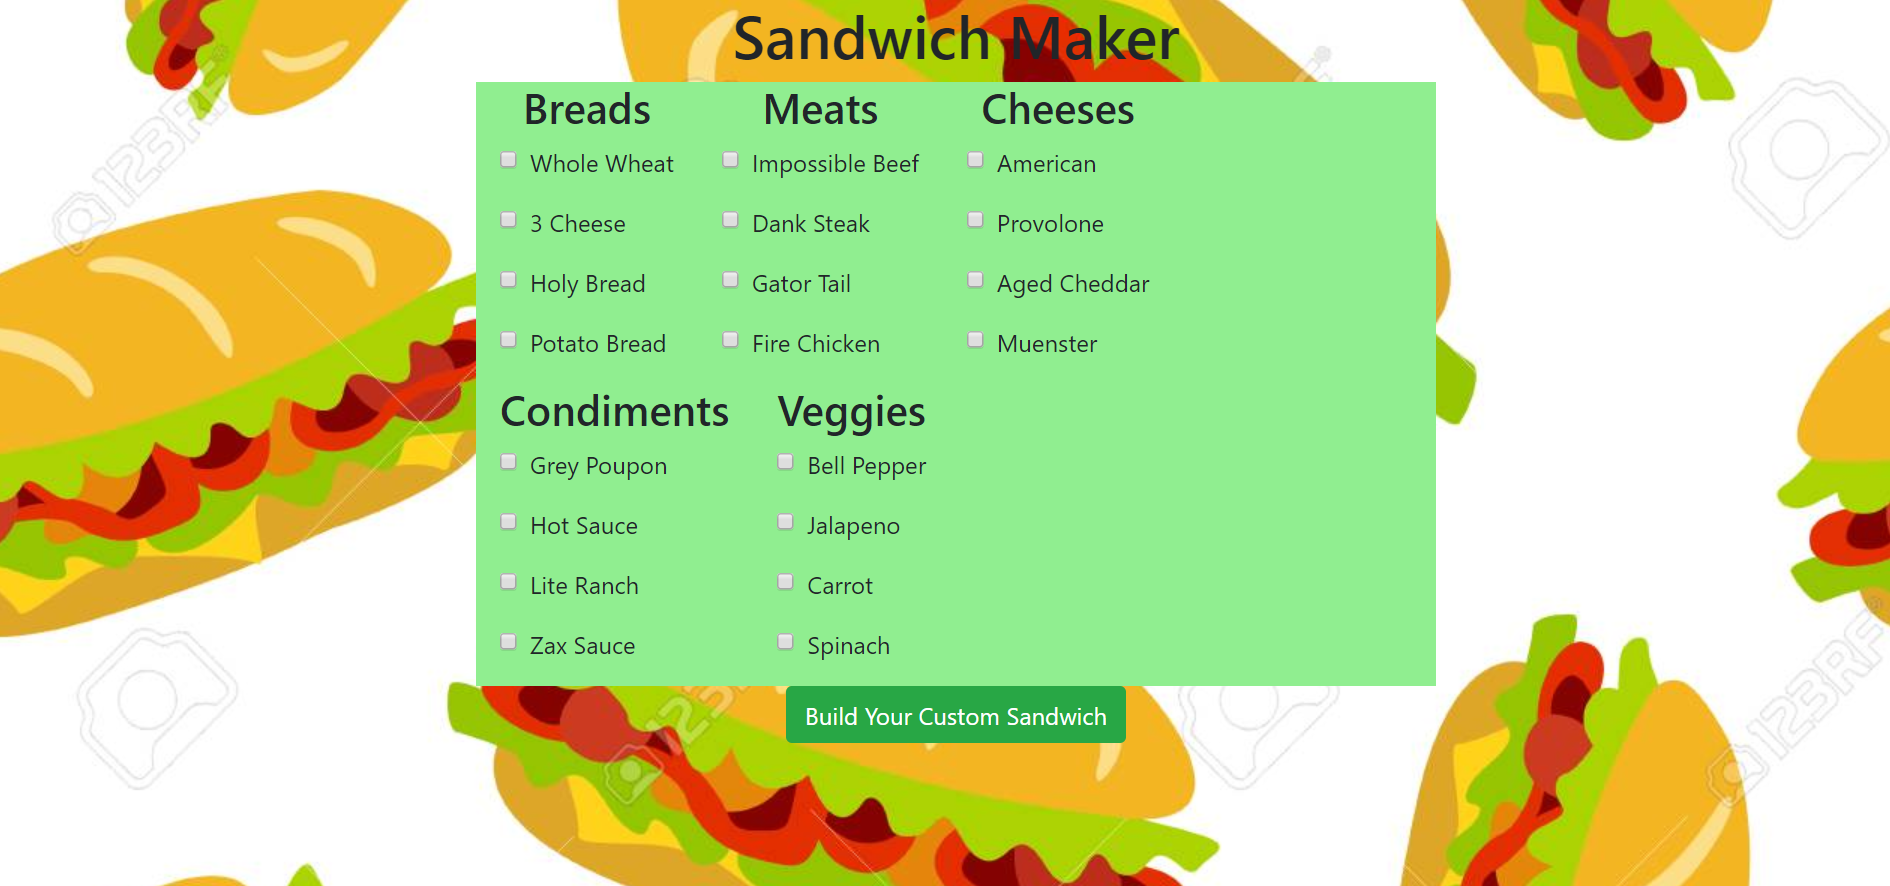 Sandwich Maker
Breads
Whole Wheat
3 Cheese
Holy Bread
Potato Bread
Meats
Impossible Beef
Dank Steak
Gator Tail
Fire Chicken
Cheeses
American
Provolone
Aged Cheddar
Muenster
Condiments
Grey Poupon
Hot Sauce
Lite Ranch
Zax Sauce
Veggies
Bell Pepper
Jalapeno
Carrot
Spinach
Build Your Custom Sandwich
123RF
123RF
123RF